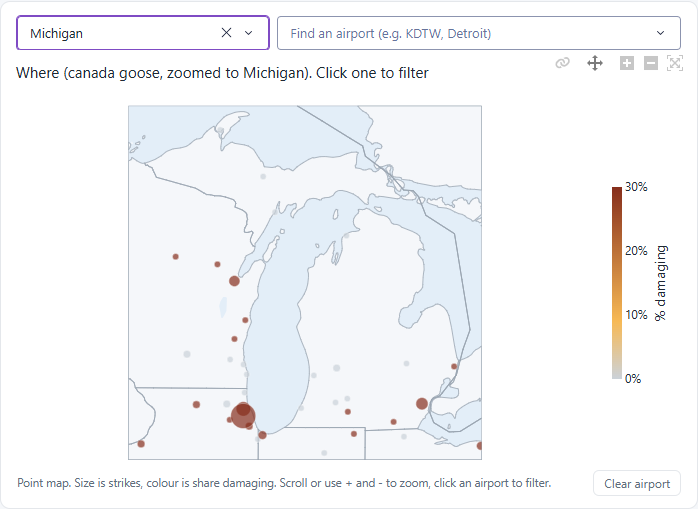 Michigan
Find an airport (e.g. KDTW, Detroit)
Where (canada goose, zoomed to Michigan). Click one to filter
30%
20%
10%
0%
% damaging
Point map. Size is strikes, colour is share damaging. Scroll or use + and - to zoom, click an airport to filter.
Clear airport